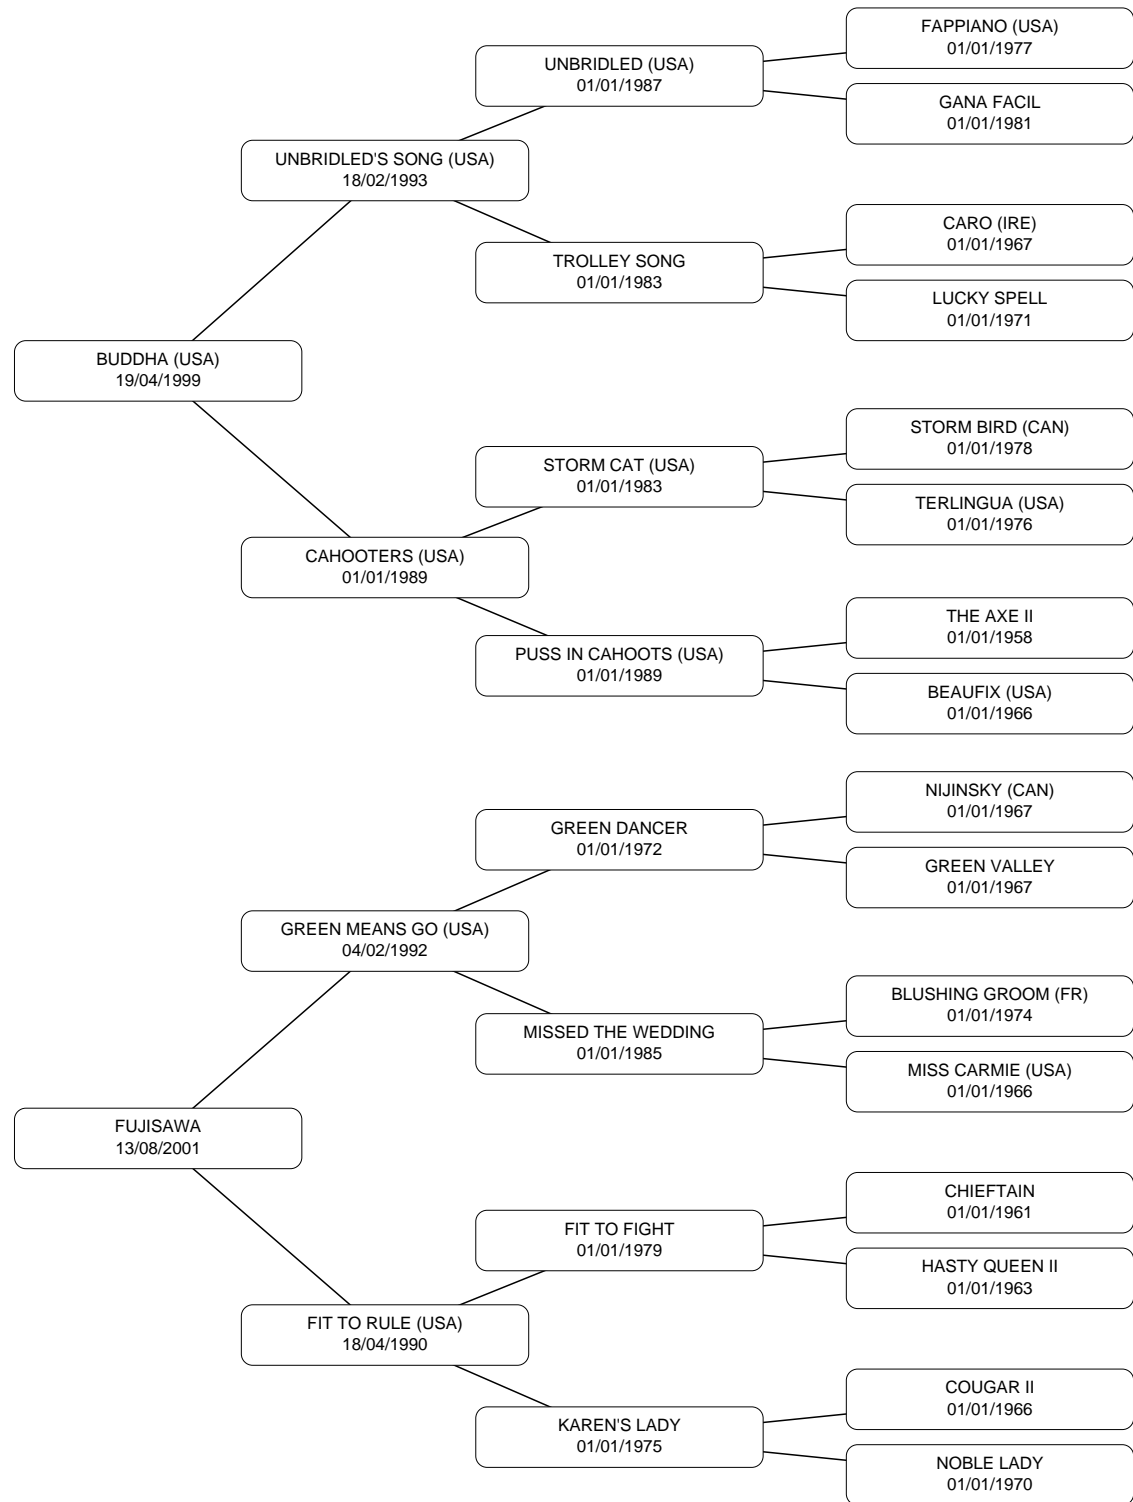 FAPPIANO (USA)
01/01/1977
UNBRIDLED (USA)
01/01/1987
GANA FACIL
01/01/1981
UNBRIDLED'S SONG (USA)
18/02/1993
CARO (IRE)
01/01/1967
TROLLEY SONG
01/01/1983
LUCKY SPELL
01/01/1971
BUDDHA (USA)
19/04/1999
STORM BIRD (CAN)
01/01/1978
STORM CAT (USA)
01/01/1983
TERLINGUA (USA)
01/01/1976
CAHOOTERS (USA)
01/01/1989
THE AXE II
01/01/1958
PUSS IN CAHOOTS (USA)
01/01/1989
BEAUFIX (USA)
01/01/1966
NIJINSKY (CAN)
01/01/1967
GREEN DANCER
01/01/1972
GREEN VALLEY
01/01/1967
GREEN MEANS GO (USA)
04/02/1992
BLUSHING GROOM (FR)
01/01/1974
MISSED THE WEDDING
01/01/1985
MISS CARMIE (USA)
01/01/1966
FUJISAWA
13/08/2001
CHIEFTAIN
01/01/1961
FIT TO FIGHT
01/01/1979
HASTY QUEEN II
01/01/1963
FIT TO RULE (USA)
18/04/1990
COUGAR II
01/01/1966
KAREN'S LADY
01/01/1975
NOBLE LADY
01/01/1970